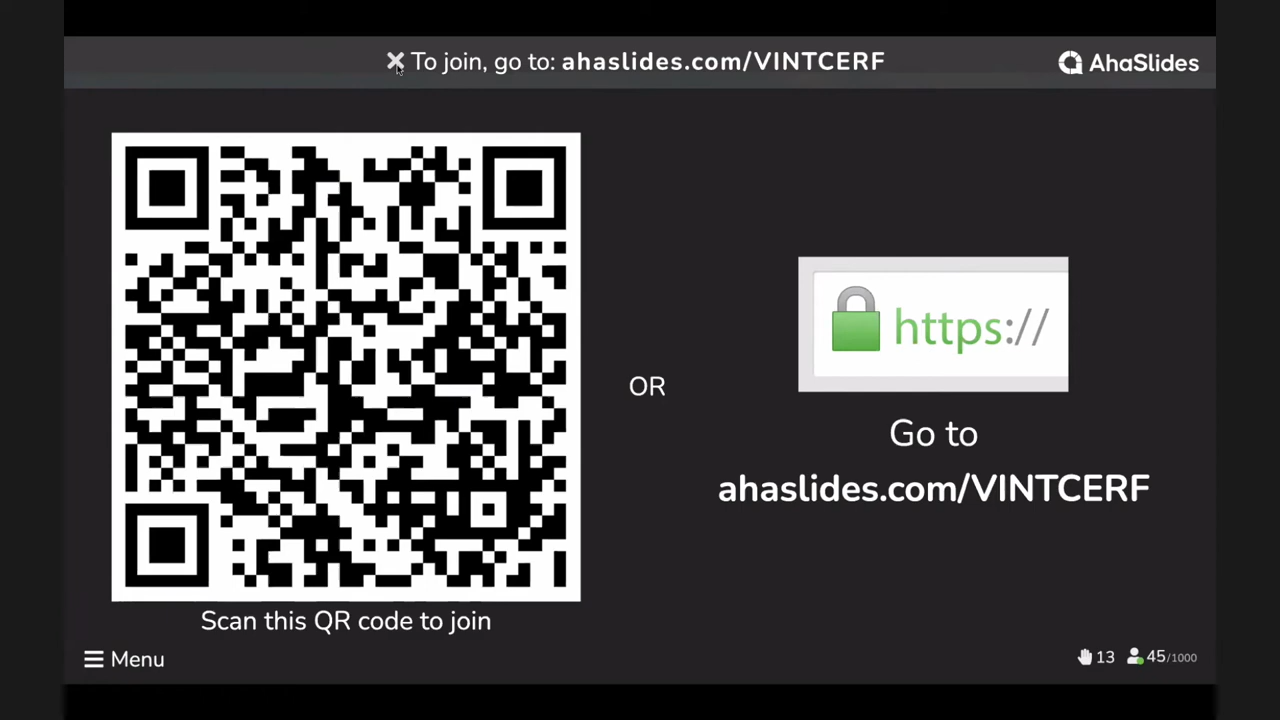 To join, go to: ahaslides.com/VINTCERF
AhaSlides
https://
OR
Go to
ahaslides.com/VINTCERF
Scan this QR code to join
Menu
13 45/1000